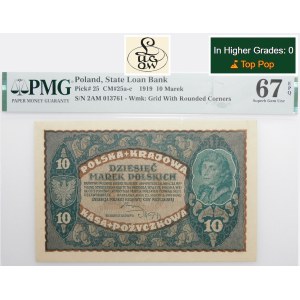 Lucow
In Higher Grades: 0
Top Pop
PMG
PAPER MONEY GUARANTY
Poland, State Loan Bank
Pick# 25 CM#25a-c 1919 10 Marek
S/N 2AM 013761 - Wmk: Grid With Rounded Corners
67 EPQ
Superb Gem Unc
POLSKA·KRAJOWA
DZIESIĘĆ
MAREK POLSKICH
10
10
10
KASA·POŻYCZKOWA